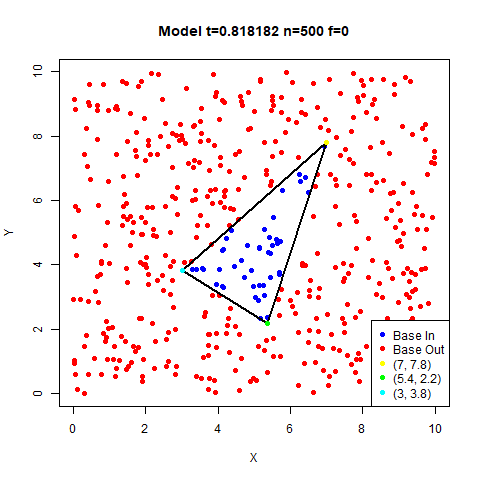 Model t=0.818182 n=500 f=0
10
8
6
4
2
0
Y
0 2 4 6 8 10
X
Base In
Base Out
(7, 7.8)
(5.4, 2.2)
(3, 3.8)